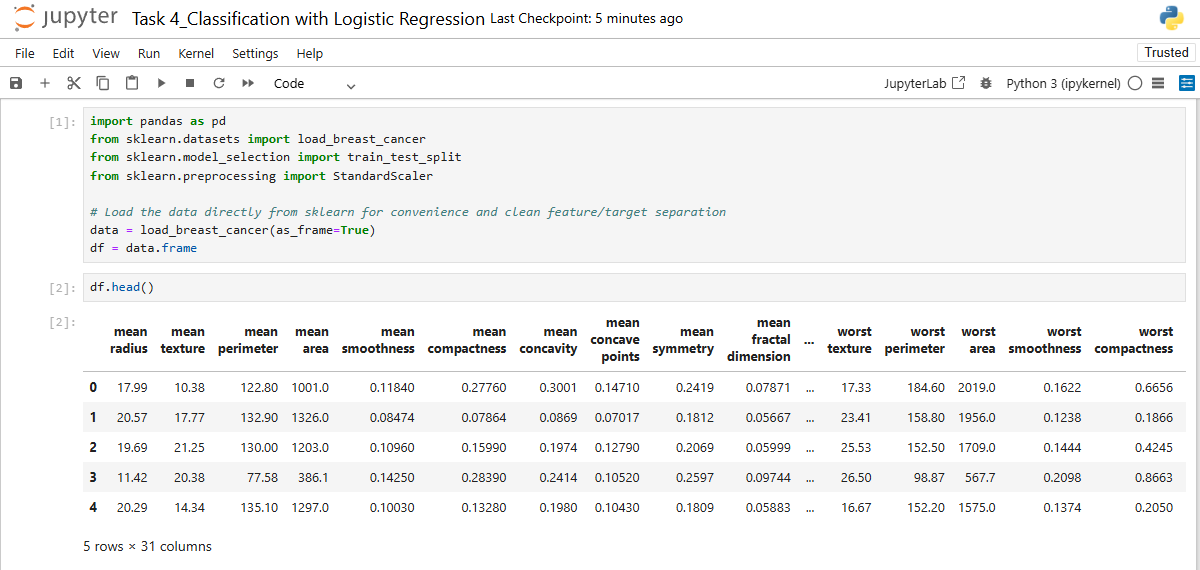 jupyter Task 4_Classification with Logistic Regression Last Checkpoint: 5 minutes ago
File Edit View Run Kernel Settings Help Trusted
Code JupyterLab Python 3 (ipykernel)
[1]: import pandas as pd
from sklearn.datasets import load_breast_cancer
from sklearn.model_selection import train_test_split
from sklearn.preprocessing import StandardScaler
# Load the data directly from sklearn for convenience and clean feature/target separation
data = load_breast_cancer(as_frame=True)
df = data.frame
[2]: df.head()
[2]:
mean radius mean texture mean perimeter mean area mean smoothness mean compactness mean concavity mean concave points mean symmetry mean fractal dimension ... worst texture worst perimeter worst area worst smoothness worst compactness
0 17.99 10.38 122.80 1001.0 0.11840 0.27760 0.3001 0.14710 0.2419 0.07871 ... 17.33 184.60 2019.0 0.1622 0.6656
1 20.57 17.77 132.90 1326.0 0.08474 0.07864 0.0869 0.07017 0.1812 0.05667 ... 23.41 158.80 1956.0 0.1238 0.1866
2 19.69 21.25 130.00 1203.0 0.10960 0.15990 0.1974 0.12790 0.2069 0.05999 ... 25.53 152.50 1709.0 0.1444 0.4245
3 11.42 20.38 77.58 386.1 0.14250 0.28390 0.2414 0.10520 0.2597 0.09744 ... 26.50 98.87 567.7 0.2098 0.8663
4 20.29 14.34 135.10 1297.0 0.10030 0.13280 0.1980 0.10430 0.1809 0.05883 ... 16.67 152.20 1575.0 0.1374 0.2050
5 rows × 31 columns